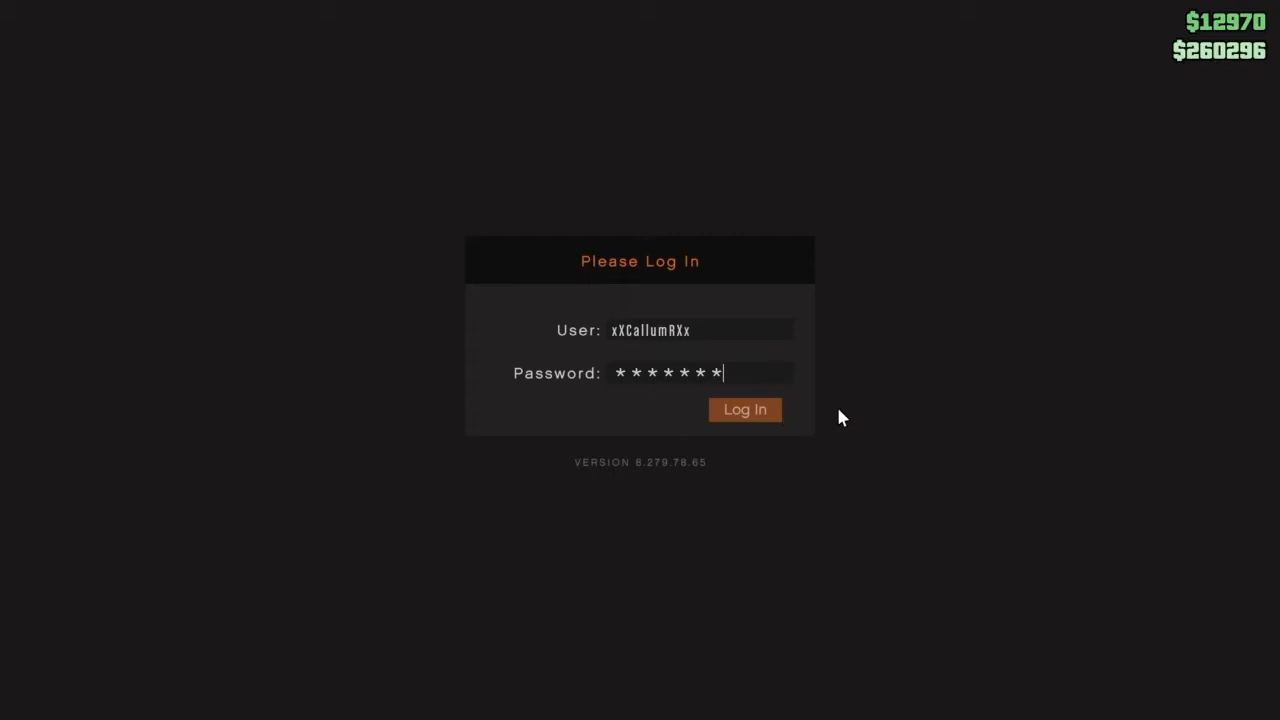 $12970
$260296
Please Log In
User: xXCallumRXx
Password: *******
Log In
VERSION 8.279.78.65